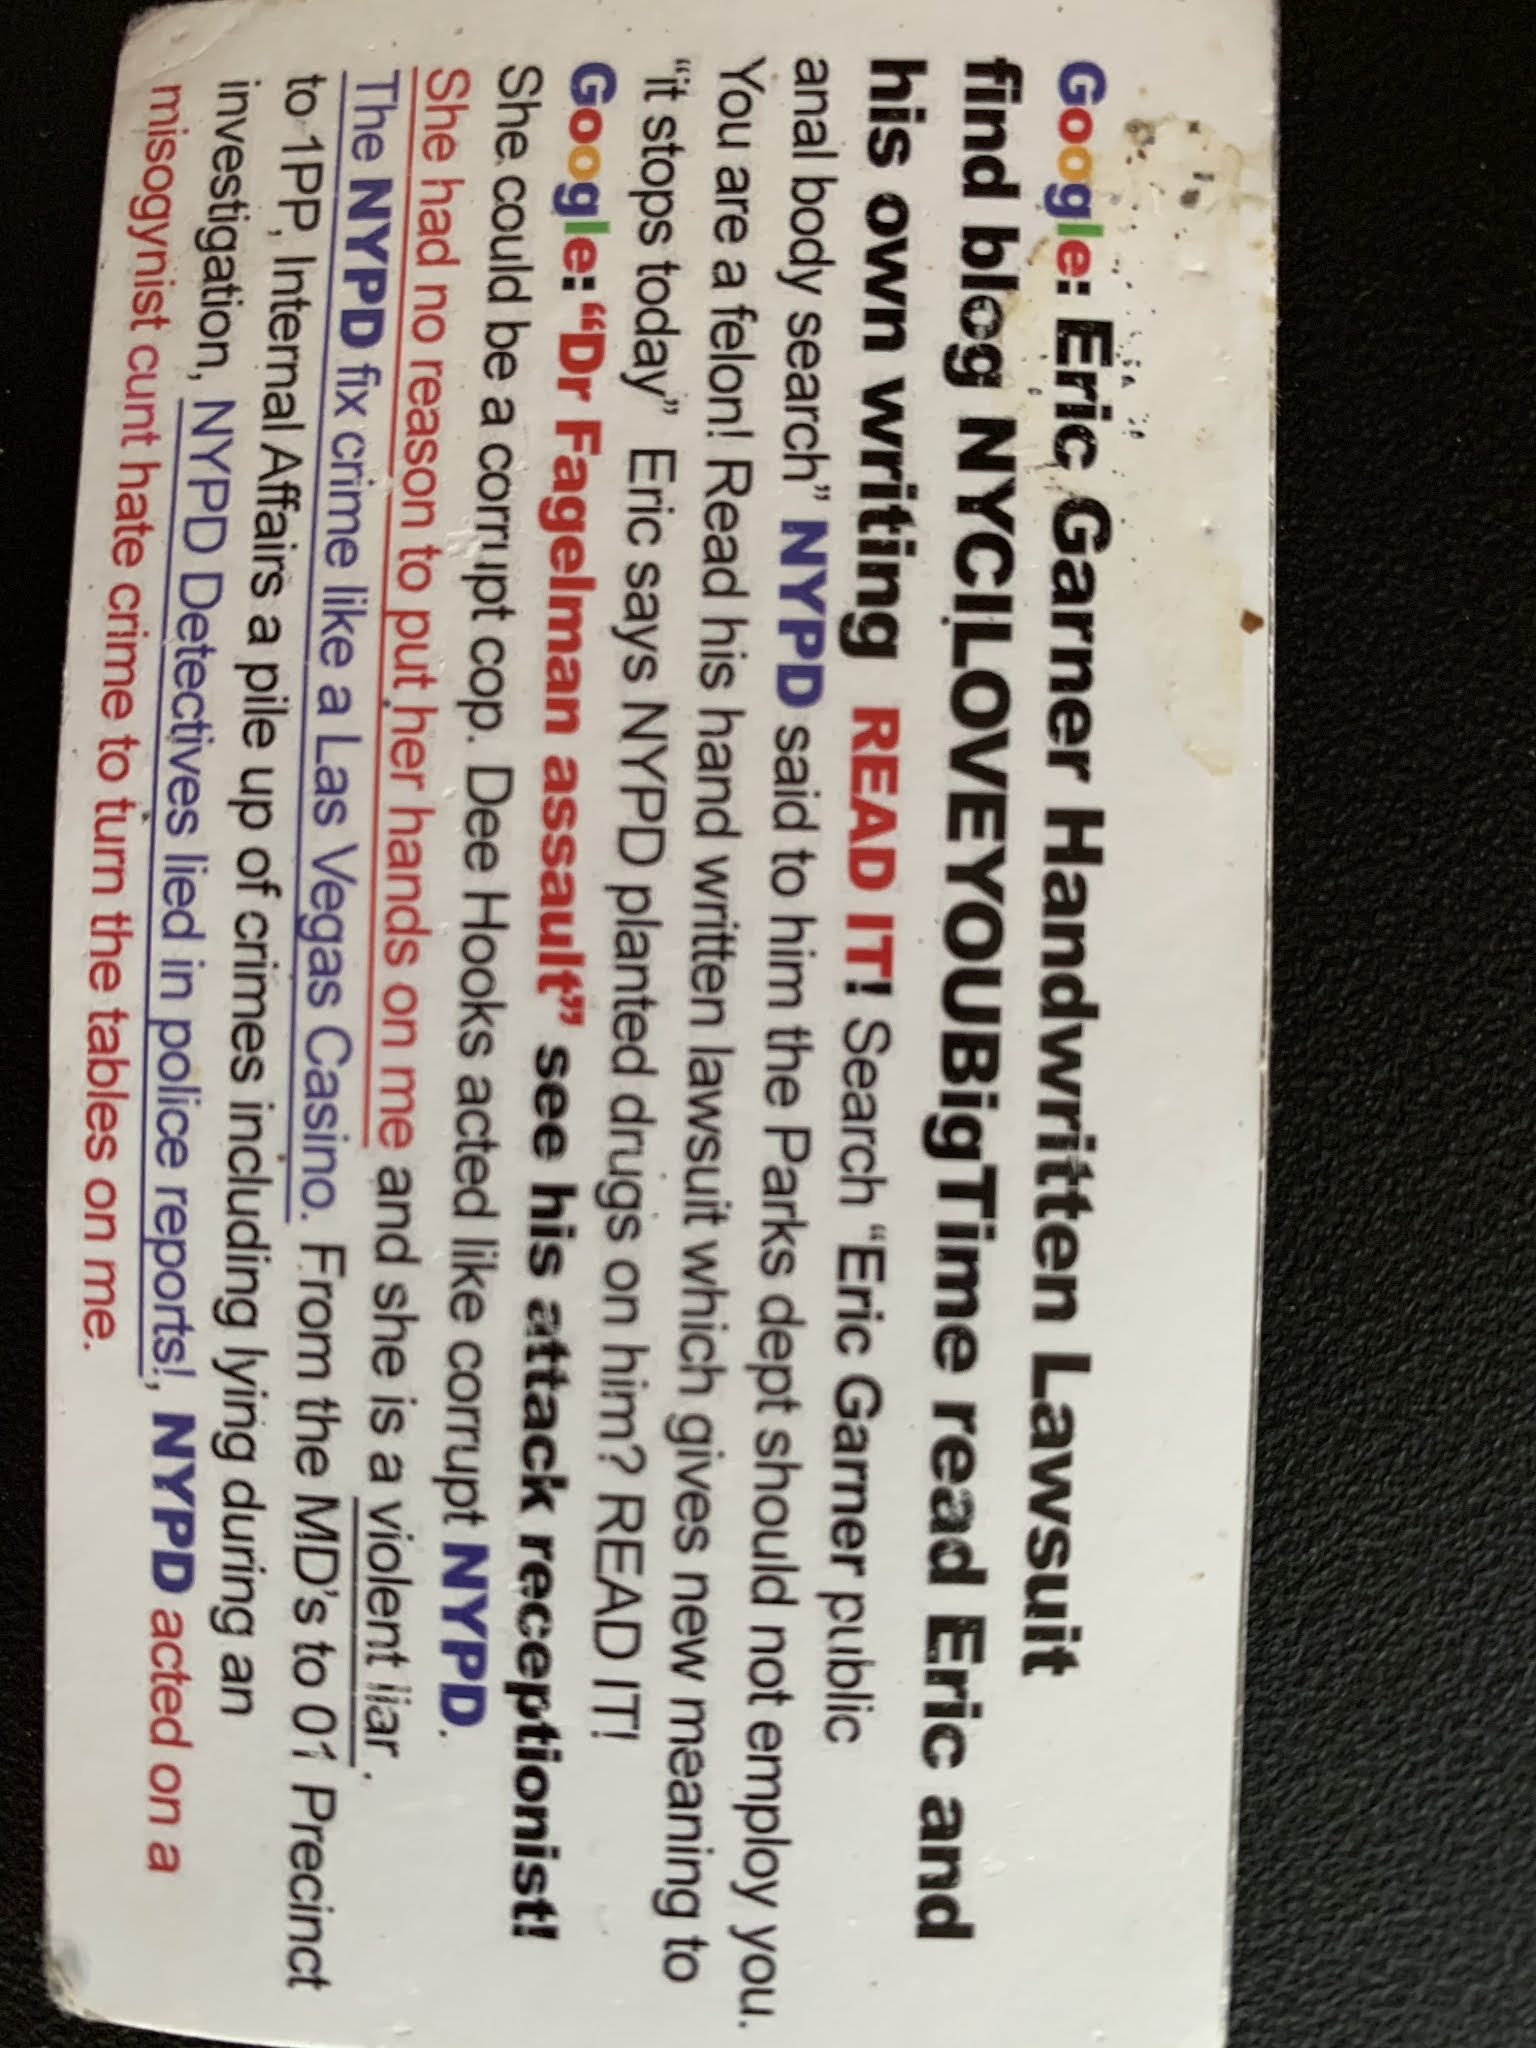 Google: Eric Garner Handwritten Lawsuit
find blog NYCILOVEYOUBigTime read Eric and
his own writing READ IT! Search “Eric Garner public
anal body search” NYPD said to him the Parks dept should not employ you.
You are a felon! Read his hand written lawsuit which gives new meaning to
“it stops today” Eric says NYPD planted drugs on him? READ IT!
Google: “Dr Fagelman assault” see his attack receptionist!
She could be a corrupt cop. Dee Hooks acted like corrupt NYPD.
She had no reason to put her hands on me and she is a violent liar .
The NYPD fix crime like a Las Vegas Casino. From the MD’s to 01 Precinct
to 1PP, Internal Affairs a pile up of crimes including lying during an
investigation, NYPD Detectives lied in police reports!, NYPD acted on a
misogynist cunt hate crime to turn the tables on me.